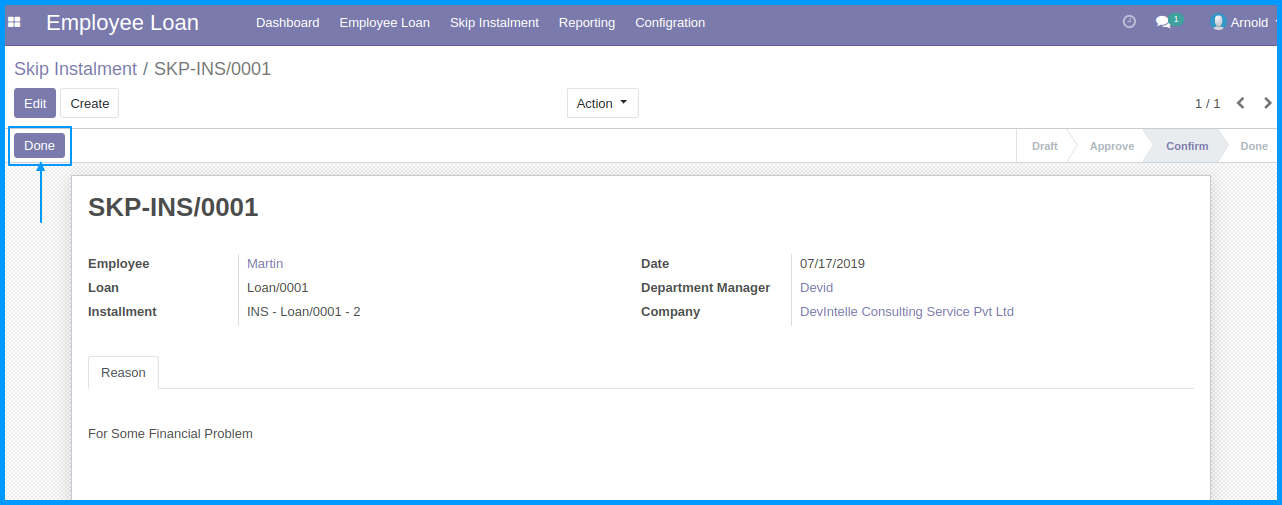 Employee Loan Dashboard Employee Loan Skip Instalment Reporting Configration 1 Arnold
Skip Instalment / SKP-INS/0001
Edit Create Action 1 / 1
Done Draft Approve Confirm Done
SKP-INS/0001
Employee Martin Date 07/17/2019
Loan Loan/0001 Department Manager Devid
Installment INS - Loan/0001 - 2 Company DevIntelle Consulting Service Pvt Ltd
Reason
For Some Financial Problem